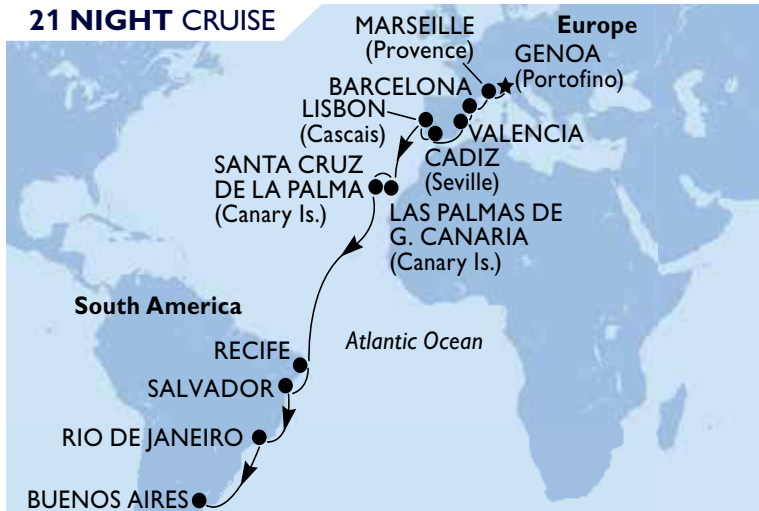 21 NIGHT CRUISE
MARSEILLE
(Provence)
Europe
GENOA
(Portofino)
BARCELONA
LISBON
(Cascais)
VALENCIA
CADIZ
(Seville)
SANTA CRUZ
DE LA PALMA
(Canary Is.)
LAS PALMAS DE
G. CANARIA
(Canary Is.)
South America
Atlantic Ocean
RECIFE
SALVADOR
RIO DE JANEIRO
BUENOS AIRES